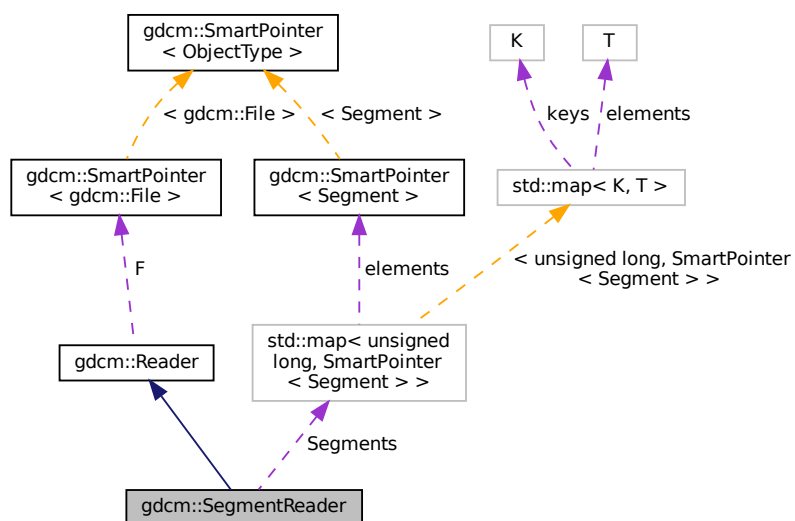 gdcm::SmartPointer
< ObjectType >
K
T
< gdcm::File >
< Segment >
keys
elements
gdcm::SmartPointer
< gdcm::File >
gdcm::SmartPointer
< Segment >
std::map< K, T >
F
elements
< unsigned long, SmartPointer
< Segment > >
gdcm::Reader
std::map< unsigned
long, SmartPointer
< Segment > >
Segments
gdcm::SegmentReader